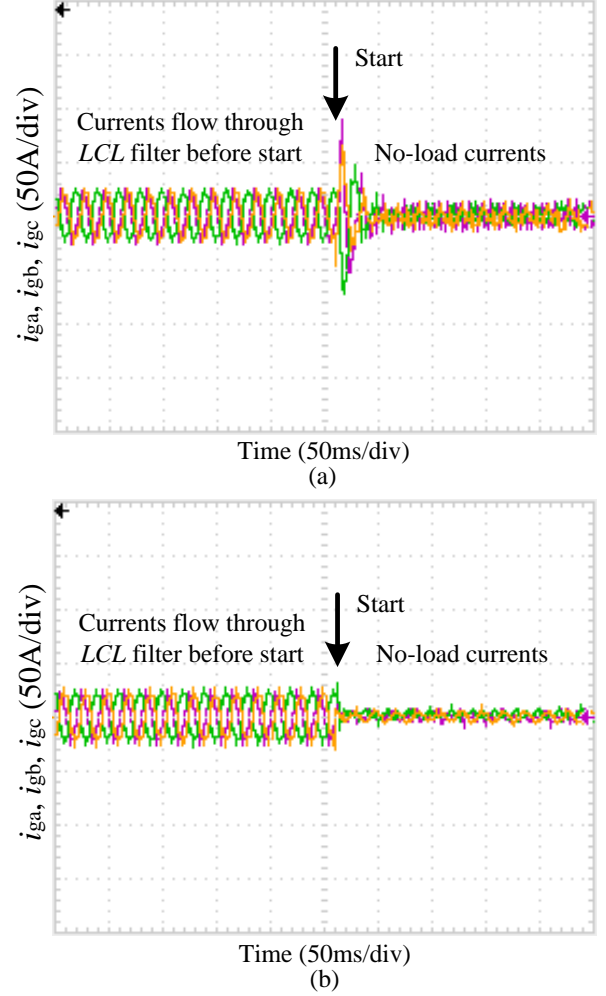 Start
Currents flow through
LCL filter before start
No-load currents
iga, igb, igc (50A/div)
Time (50ms/div)
(a)
Start
Currents flow through
LCL filter before start
No-load currents
iga, igb, igc (50A/div)
Time (50ms/div)
(b)